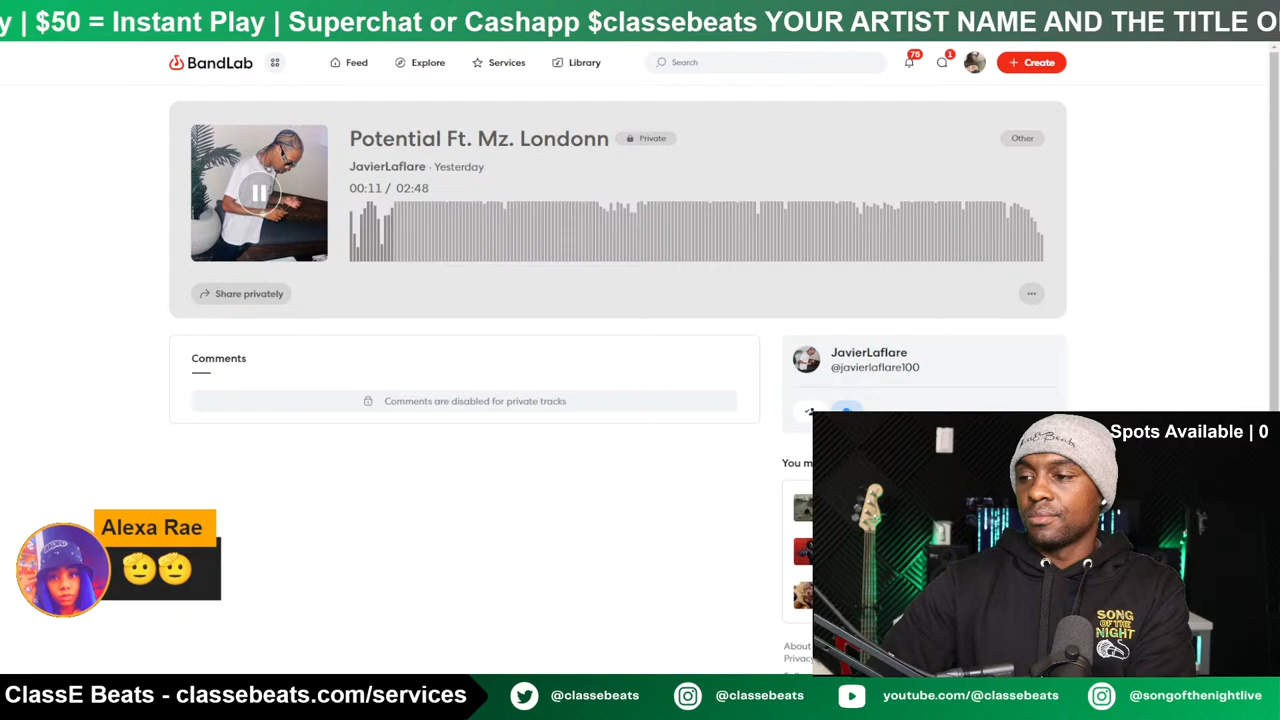 y | $50 = Instant Play | Superchat or Cashapp $classebeats YOUR ARTIST NAME AND THE TITLE
BandLab
Feed
Explore
Services
Library
Search
75
1
+ Create
Potential Ft. Mz. Londonn
Private
Other
JavierLaflare · Yesterday
00:11 / 02:48
Share privately
Comments
Comments are disabled for private tracks
JavierLaflare
@javierlaflare100
Spots Available | 0
You m
Alexa Rae
SONG
OF THE
NIGHT
About
Privacy
ClassE Beats - classebeats.com/services
@classebeats
@classebeats
youtube.com/@classebeats
@songofthenightlive